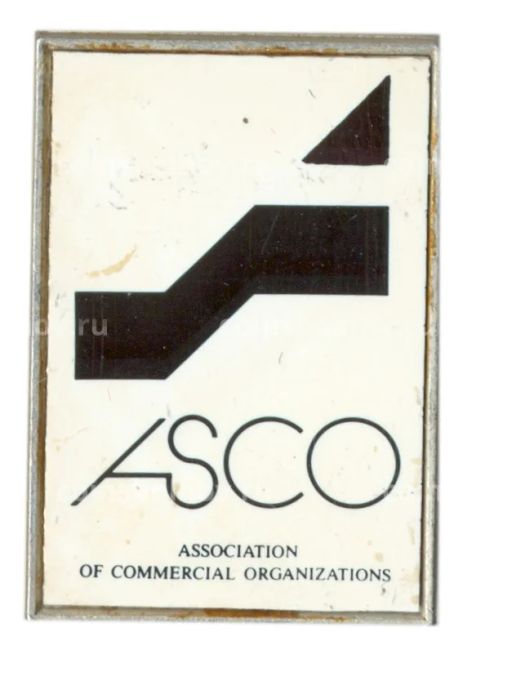 ASCO
ASSOCIATION
OF COMMERCIAL ORGANIZATIONS